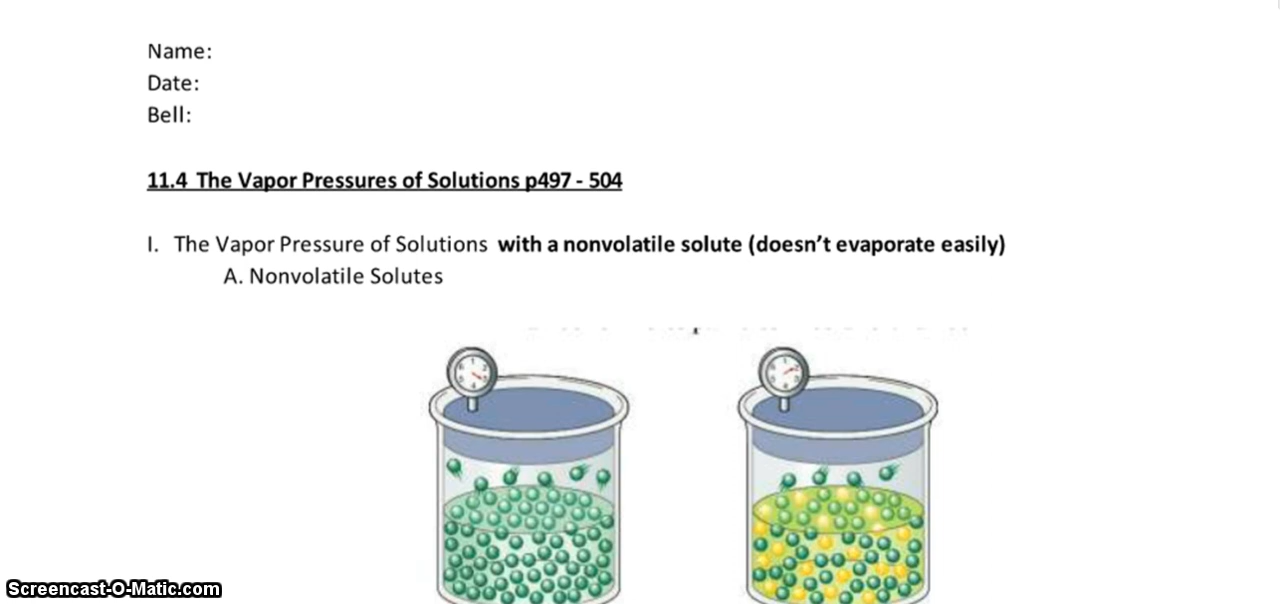 Name:
Date:
Bell:
11.4 The Vapor Pressures of Solutions p497 - 504
I. The Vapor Pressure of Solutions with a nonvolatile solute (doesn't evaporate easily)
A. Nonvolatile Solutes
Screencast-O-Matic.com